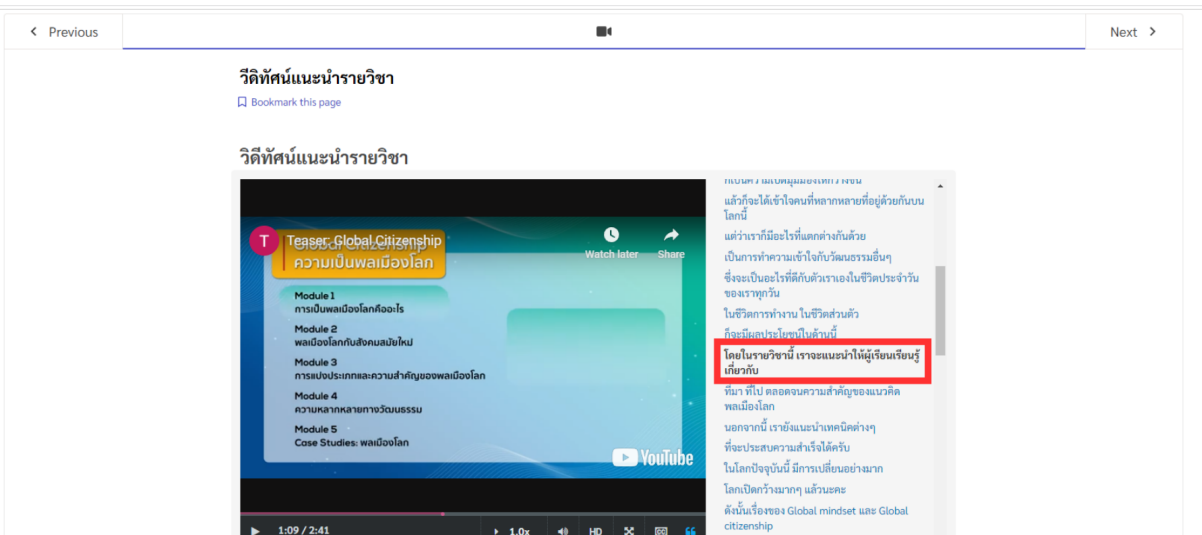 Previous
Next
วีดิทัศน์แนะนำรายวิชา
Bookmark this page
วิดีทัศน์แนะนำรายวิชา
T
Teaser: Global Citizenship
Global Citizenship
ความเป็นพลเมืองโลก
Watch later
Share
Module 1
การเป็นพลเมืองโลกคืออะไร
Module 2
พลเมืองโลกกับสังคมสมัยใหม่
Module 3
การแบ่งประเภทและความสำคัญของพลเมืองโลก
Module 4
ความหลากหลายทางวัฒนธรรม
Module 5
Case Studies: พลเมืองโลก
YouTube
1:09 / 2:41
1.0x
HD
CC
แล้วก็จะได้เข้าใจคนที่หลากหลายที่อยู่ด้วยกันบน
โลกนี้
แต่ว่าเราก็มีอะไรที่แตกต่างกันด้วย
เป็นการทำความเข้าใจกับวัฒนธรรมอื่นๆ
ซึ่งจะเป็นอะไรที่ดีกับตัวเราเองในชีวิตประจำวัน
ของเราทุกวัน
ในชีวิตการทำงาน ในชีวิตส่วนตัว
ก็จะมีผลประโยชน์ในด้านนี้
โดยในรายวิชานี้ เราจะแนะนำให้ผู้เรียนเรียนรู้
เกี่ยวกับ
ที่มา ที่ไป ตลอดจนความสำคัญของแนวคิด
พลเมืองโลก
นอกจากนี้ เรายังแนะนำเทคนิคต่างๆ
ที่จะประสบความสำเร็จได้ครับ
ในโลกปัจจุบันนี้ มีการเปลี่ยนอย่างมาก
โลกเปิดกว้างมากๆ แล้วนะคะ
ดังนั้นเรื่องของ Global mindset และ Global
citizenship